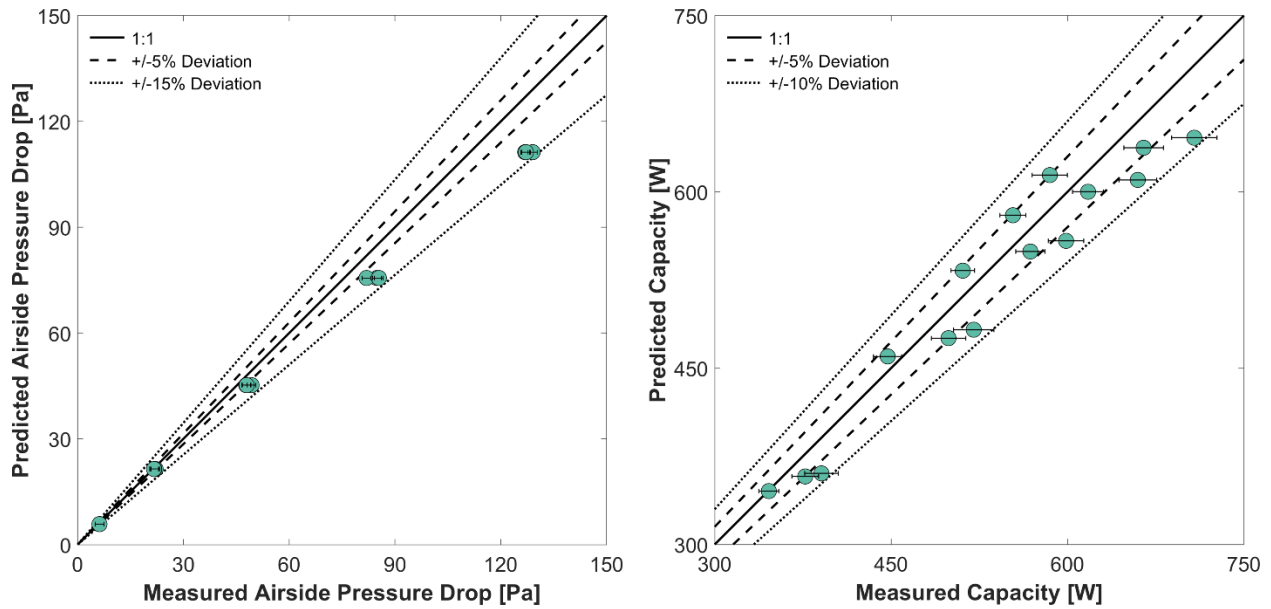 Predicted Airside Pressure Drop [Pa]
150
120
90
60
30
0
1:1
+/-5% Deviation
+/-15% Deviation
0 30 60 90 120 150
Measured Airside Pressure Drop [Pa]
Predicted Capacity [W]
750
600
450
300
1:1
+/-5% Deviation
+/-10% Deviation
300 450 600 750
Measured Capacity [W]